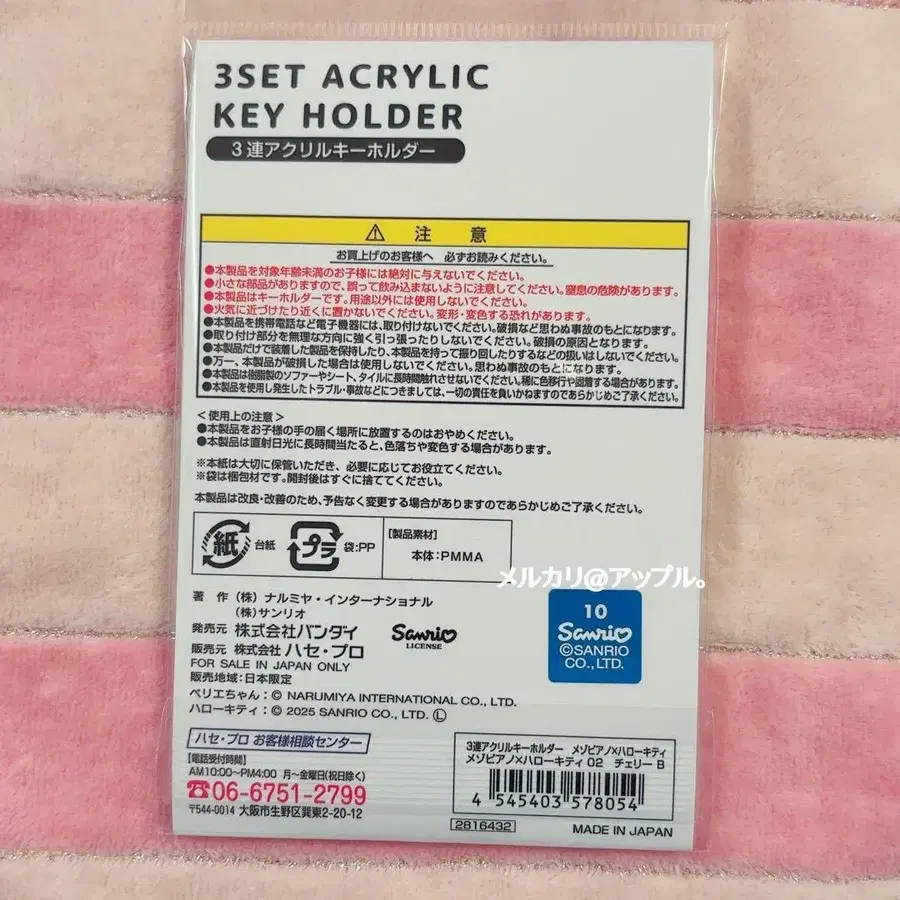 3SET ACRYLIC
KEY HOLDER
3連アクリルキーホルダー
⚠ 注 意
お買上げのお客様へ 必ずお読みください。
●本製品を対象年齢未満のお子様には絶対に与えないでください。
●小さな部品がありますので、誤って飲み込まないように注意してください。窒息の危険があります。
●本製品はキーホルダーです。用途以外には使用しないでください。
●火気に近づけたり近くに置かないでください。変形・変色する恐れがあります。
●本製品を携帯電話など電子機器には、取り付けないでください。破損など思わぬ事故のもとになります。
●取り付け部分を無理な方向に強く引っ張ったりしないでください。破損の原因となります。
●本製品だけで装着した製品を保持したり、本製品を持って振り回したりするなどの扱いはしないでください。
●万一、本製品が破損した場合は使用しないでください。思わぬ事故のもとになります。
●本製品は樹脂製のソファーやシート、タイルに長時間触れさせないでください。稀に色移行や固着する場合があります。
●本製品を使用し発生したトラブル・事故などにつきましては、一切の責任を負いかねますのであらかじめご了承ください。
<使用上の注意>
●本製品をお子様の手の届く場所に放置するのはおやめください。
●本製品は直射日光に長時間当たると、色落ちや変色する場合があります。
※本紙は大切に保管いただき、必要に応じてお役立てください。
※袋は梱包材です。開封後はすぐに捨ててください。
本製品は改良・改善のため、予告なく変更する場合がありますのであらかじめご了承ください。
紙 台紙 プラ 袋:PP
【製品素材】
本体:PMMA
メルカリ@アップル。
著 作 (株)ナルミヤ・インターナショナル
(株)サンリオ
発売元 株式会社バンダイ
販売元 株式会社 ハセ・プロ
FOR SALE IN JAPAN ONLY
販売地域:日本限定
Sanrio
LICENSE
10
Sanrio
©SANRIO
CO., LTD.
ベリエちゃん:© NARUMIYA INTERNATIONAL CO., LTD.
ハローキティ:© 2025 SANRIO CO., LTD. Ⓛ
ハセ・プロ お客様相談センター
【電話受付時間】
AM10:00~PM4:00 月~金曜日(祝日除く)
☎06-6751-2799
〒544-0014 大阪市生野区巽東2-20-12
3連アクリルキーホルダー メゾピアノ×ハローキティ
メゾピアノ×ハローキティ 02 チェリー B
4 545403 578054
2816432
MADE IN JAPAN